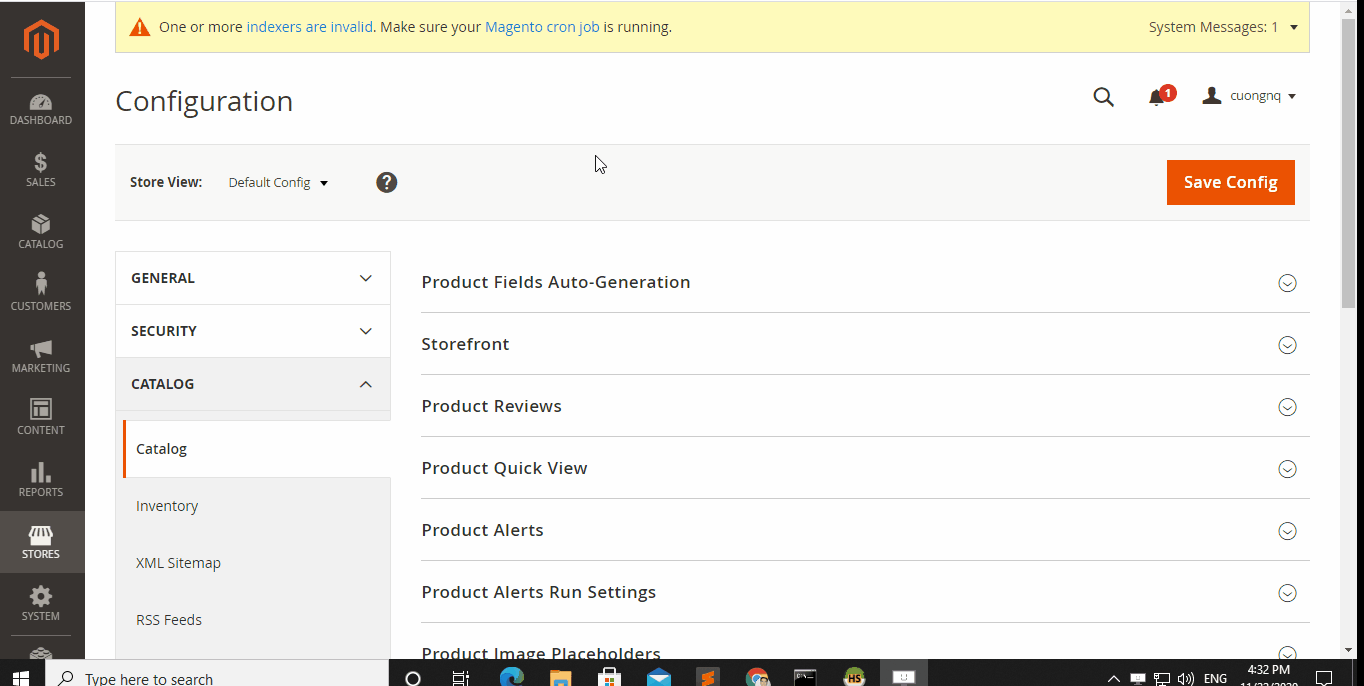 One or more indexers are invalid. Make sure your Magento cron job is running.
System Messages: 1
Configuration
1
cuongnq
Store View:
Default Config
?
Save Config
DASHBOARD
$
SALES
CATALOG
CUSTOMERS
MARKETING
CONTENT
REPORTS
STORES
SYSTEM
GENERAL
SECURITY
CATALOG
Catalog
Inventory
XML Sitemap
RSS Feeds
Product Fields Auto-Generation
Storefront
Product Reviews
Product Quick View
Product Alerts
Product Alerts Run Settings
Product Image Placeholders
Type here to search
HS
ENG
4:32 PM